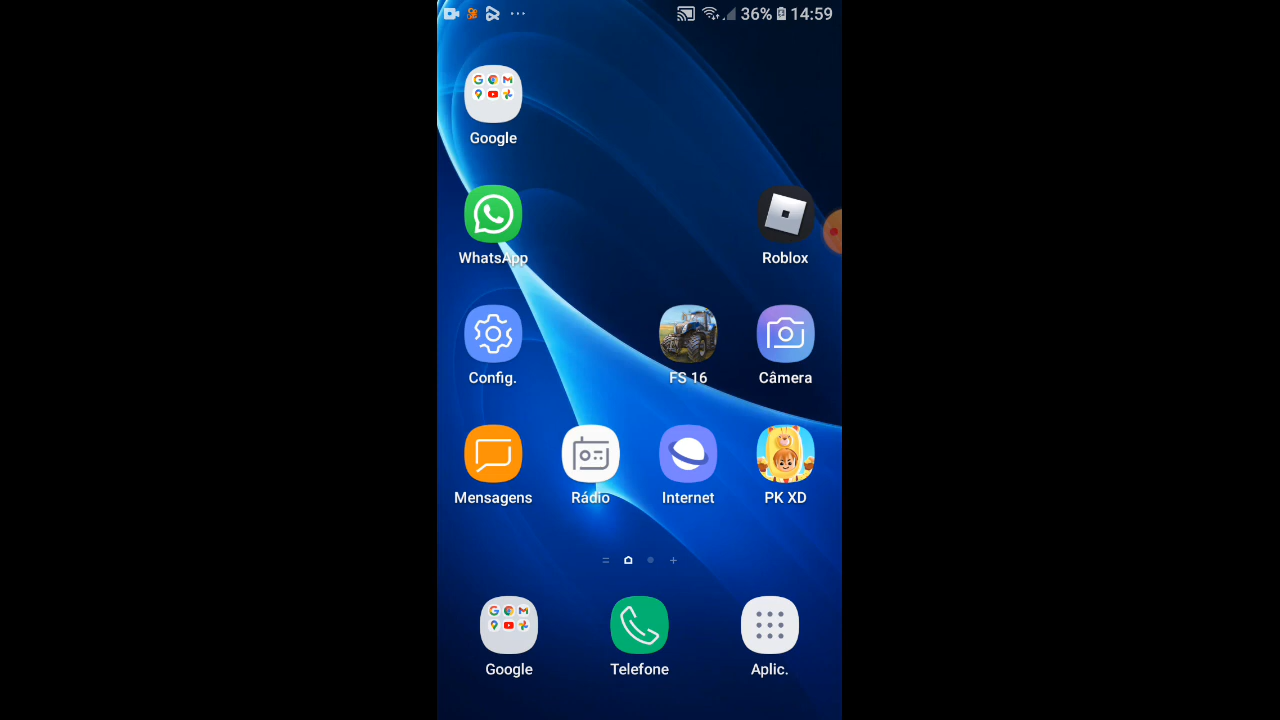 36% 14:59
Google
WhatsApp Roblox
Config. FS 16 Câmera
Mensagens Rádio Internet PK XD
Google Telefone Aplic.